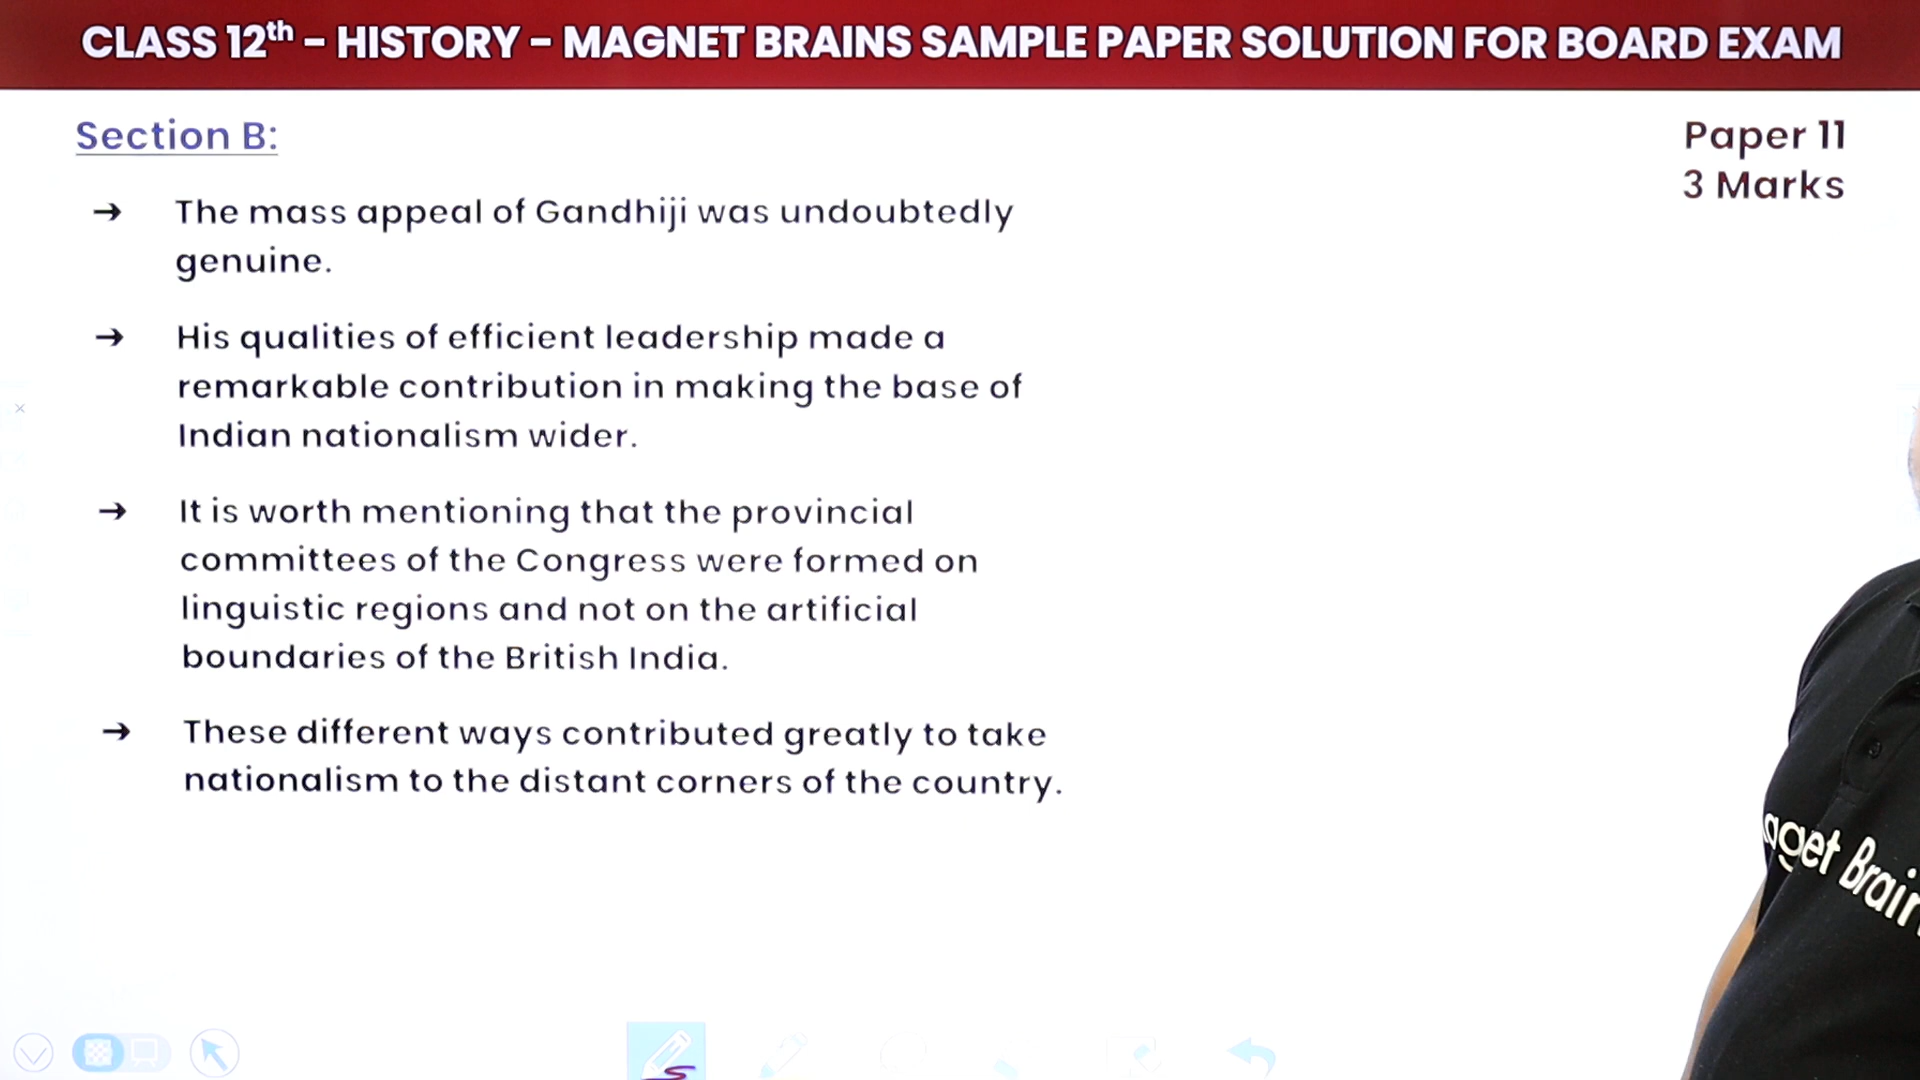 CLASS 12th – HISTORY – MAGNET BRAINS SAMPLE PAPER SOLUTION FOR BOARD EXAM
Section B:
Paper 11
3 Marks
→ The mass appeal of Gandhiji was undoubtedly
genuine.
→ His qualities of efficient leadership made a
remarkable contribution in making the base of
Indian nationalism wider.
→ It is worth mentioning that the provincial
committees of the Congress were formed on
linguistic regions and not on the artificial
boundaries of the British India.
→ These different ways contributed greatly to take
nationalism to the distant corners of the country.
aget Brain